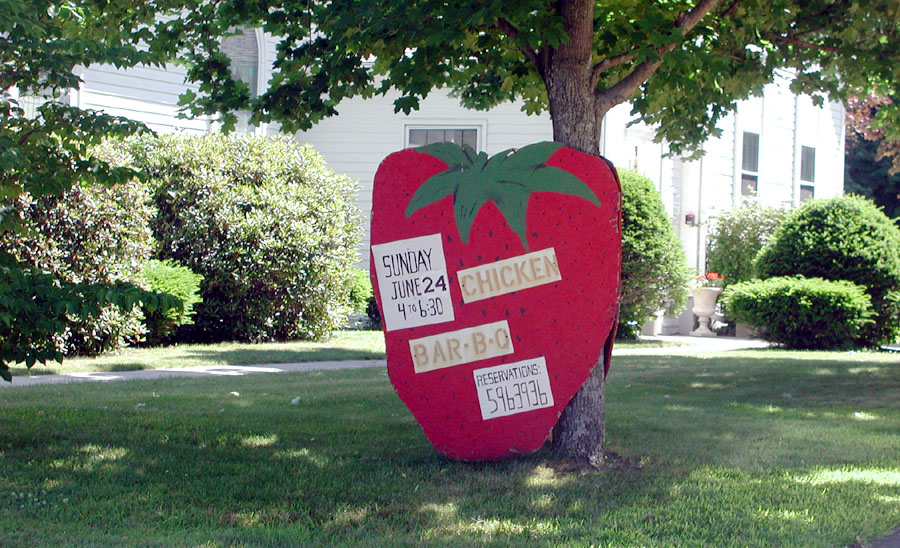 SUNDAY
JUNE 24
4 TO 6:30
CHICKEN
BAR·B·Q
RESERVATIONS:
5963936